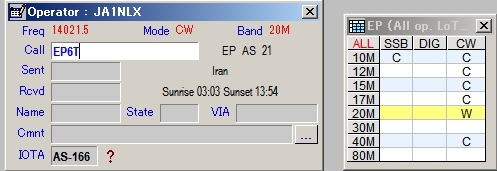 Operator : JA1NLX
Freq 14021.5 Mode CW Band 20M
Call EP6T EP AS 21
Sent Iran
Rcvd Sunrise 03:03 Sunset 13:54
Name State VIA
Cmnt ...
IOTA AS-166 ?
EP (All op. LoT...
ALL SSB DIG CW
10M C C
12M C
15M C
17M C
20M W
30M
40M C
80M